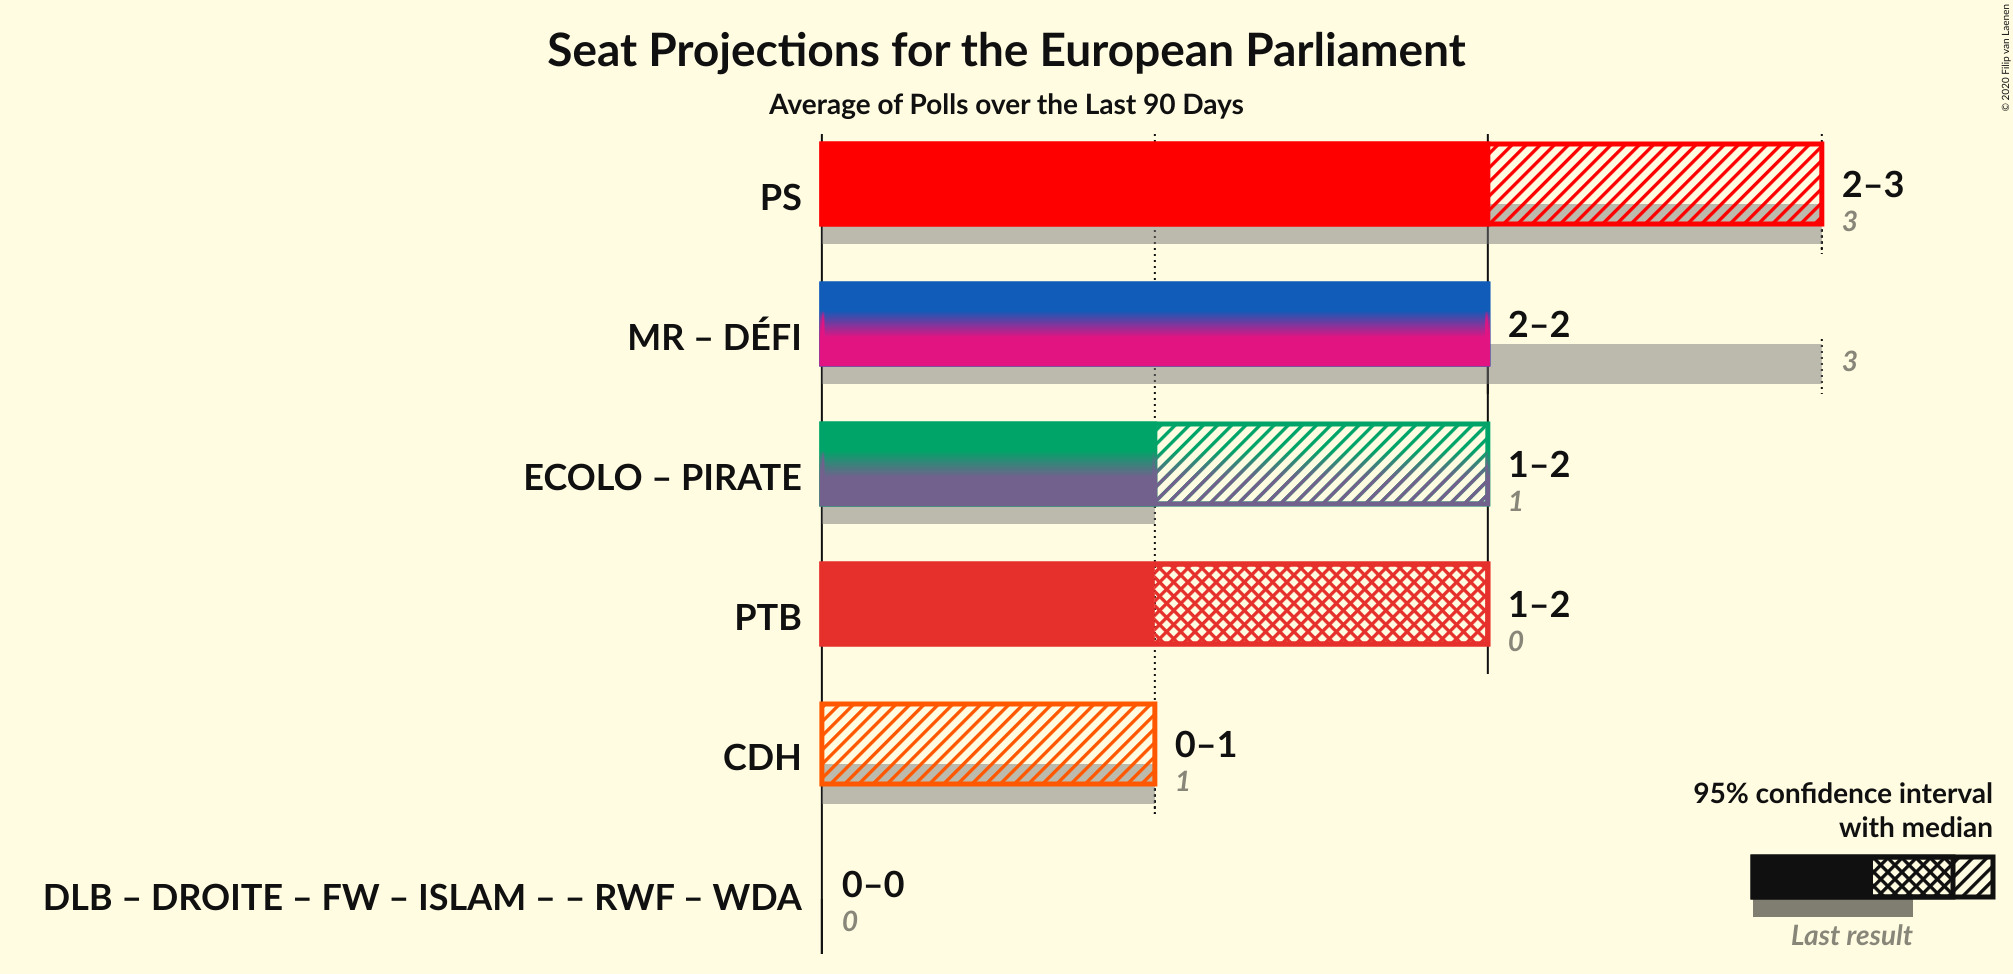 Seat Projections for the European Parliament
Average of Polls over the Last 90 Days
© 2020 Filip van Laenen
PS
2–3
3
MR – DÉFI
2–2
3
ECOLO – PIRATE
1–2
1
PTB
1–2
0
CDH
0–1
1
DLB – DROITE – FW – ISLAM – – RWF – WDA
0–0
0
95% confidence interval
with median
Last result